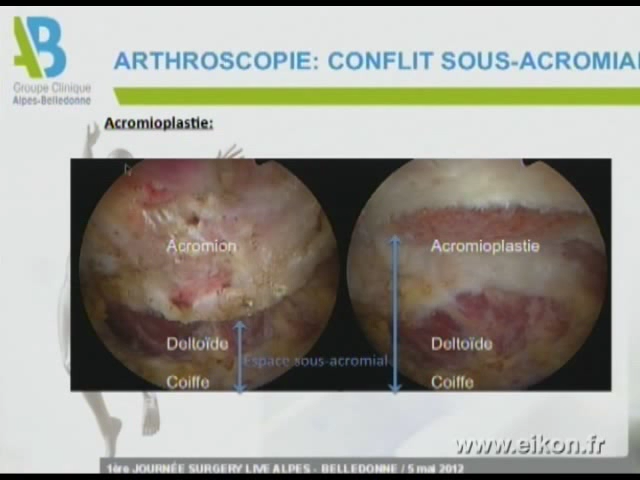 AB
Groupe Clinique
Alpes-Belledonne
ARTHROSCOPIE: CONFLIT SOUS-ACROMIAL
Acromioplastie:
Acromion
Acromioplastie
Deltoïde
Deltoïde
Espace sous-acromial
Coiffe
Coiffe
www.eikon.fr
1ère JOURNÉE SURGERY LIVE ALPES - BELLEDONNE / 5 mai 2012